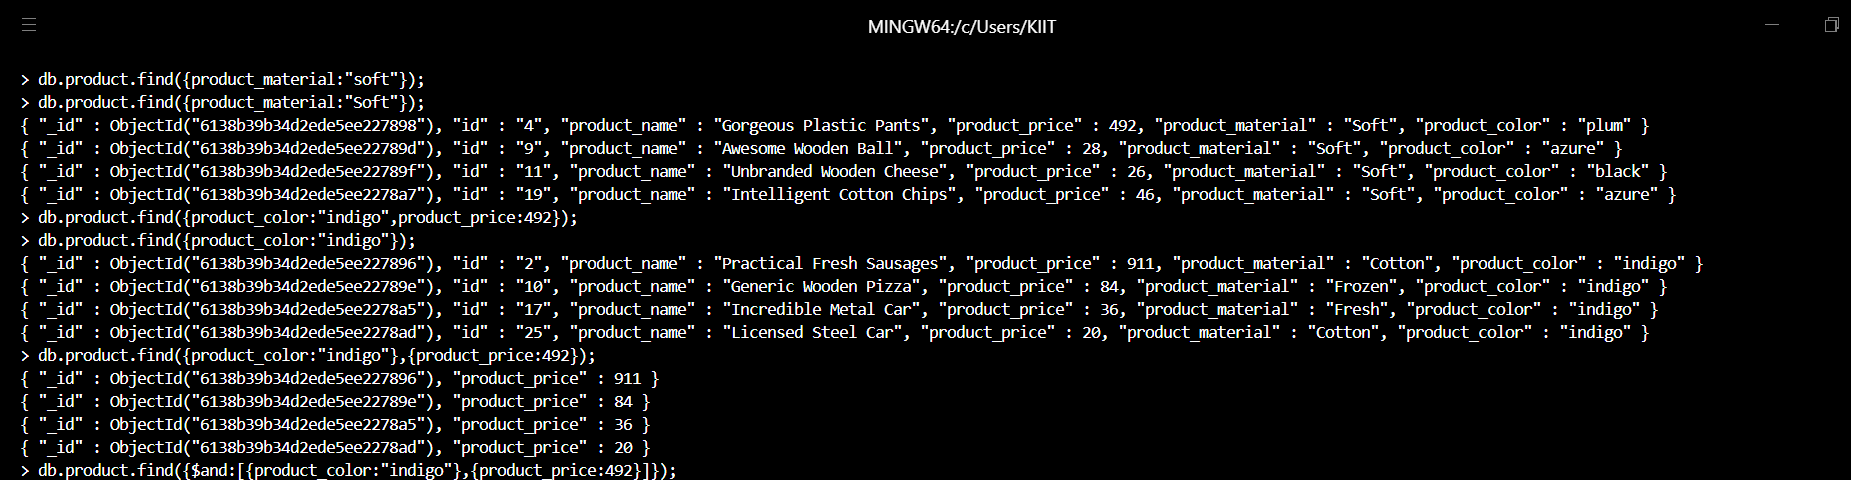 MINGW64:/c/Users/KIIT
> db.product.find({product_material:"soft"});
> db.product.find({product_material:"Soft"});
{ "_id" : ObjectId("6138b39b34d2ede5ee227898"), "id" : "4", "product_name" : "Gorgeous Plastic Pants", "product_price" : 492, "product_material" : "Soft", "product_color" : "plum" }
{ "_id" : ObjectId("6138b39b34d2ede5ee22789d"), "id" : "9", "product_name" : "Awesome Wooden Ball", "product_price" : 28, "product_material" : "Soft", "product_color" : "azure" }
{ "_id" : ObjectId("6138b39b34d2ede5ee22789f"), "id" : "11", "product_name" : "Unbranded Wooden Cheese", "product_price" : 26, "product_material" : "Soft", "product_color" : "black" }
{ "_id" : ObjectId("6138b39b34d2ede5ee2278a7"), "id" : "19", "product_name" : "Intelligent Cotton Chips", "product_price" : 46, "product_material" : "Soft", "product_color" : "azure" }
> db.product.find({product_color:"indigo",product_price:492});
> db.product.find({product_color:"indigo"});
{ "_id" : ObjectId("6138b39b34d2ede5ee227896"), "id" : "2", "product_name" : "Practical Fresh Sausages", "product_price" : 911, "product_material" : "Cotton", "product_color" : "indigo" }
{ "_id" : ObjectId("6138b39b34d2ede5ee22789e"), "id" : "10", "product_name" : "Generic Wooden Pizza", "product_price" : 84, "product_material" : "Frozen", "product_color" : "indigo" }
{ "_id" : ObjectId("6138b39b34d2ede5ee2278a5"), "id" : "17", "product_name" : "Incredible Metal Car", "product_price" : 36, "product_material" : "Fresh", "product_color" : "indigo" }
{ "_id" : ObjectId("6138b39b34d2ede5ee2278ad"), "id" : "25", "product_name" : "Licensed Steel Car", "product_price" : 20, "product_material" : "Cotton", "product_color" : "indigo" }
> db.product.find({product_color:"indigo"},{product_price:492});
{ "_id" : ObjectId("6138b39b34d2ede5ee227896"), "product_price" : 911 }
{ "_id" : ObjectId("6138b39b34d2ede5ee22789e"), "product_price" : 84 }
{ "_id" : ObjectId("6138b39b34d2ede5ee2278a5"), "product_price" : 36 }
{ "_id" : ObjectId("6138b39b34d2ede5ee2278ad"), "product_price" : 20 }
> db.product.find({$and:[{product_color:"indigo"},{product_price:492}]});